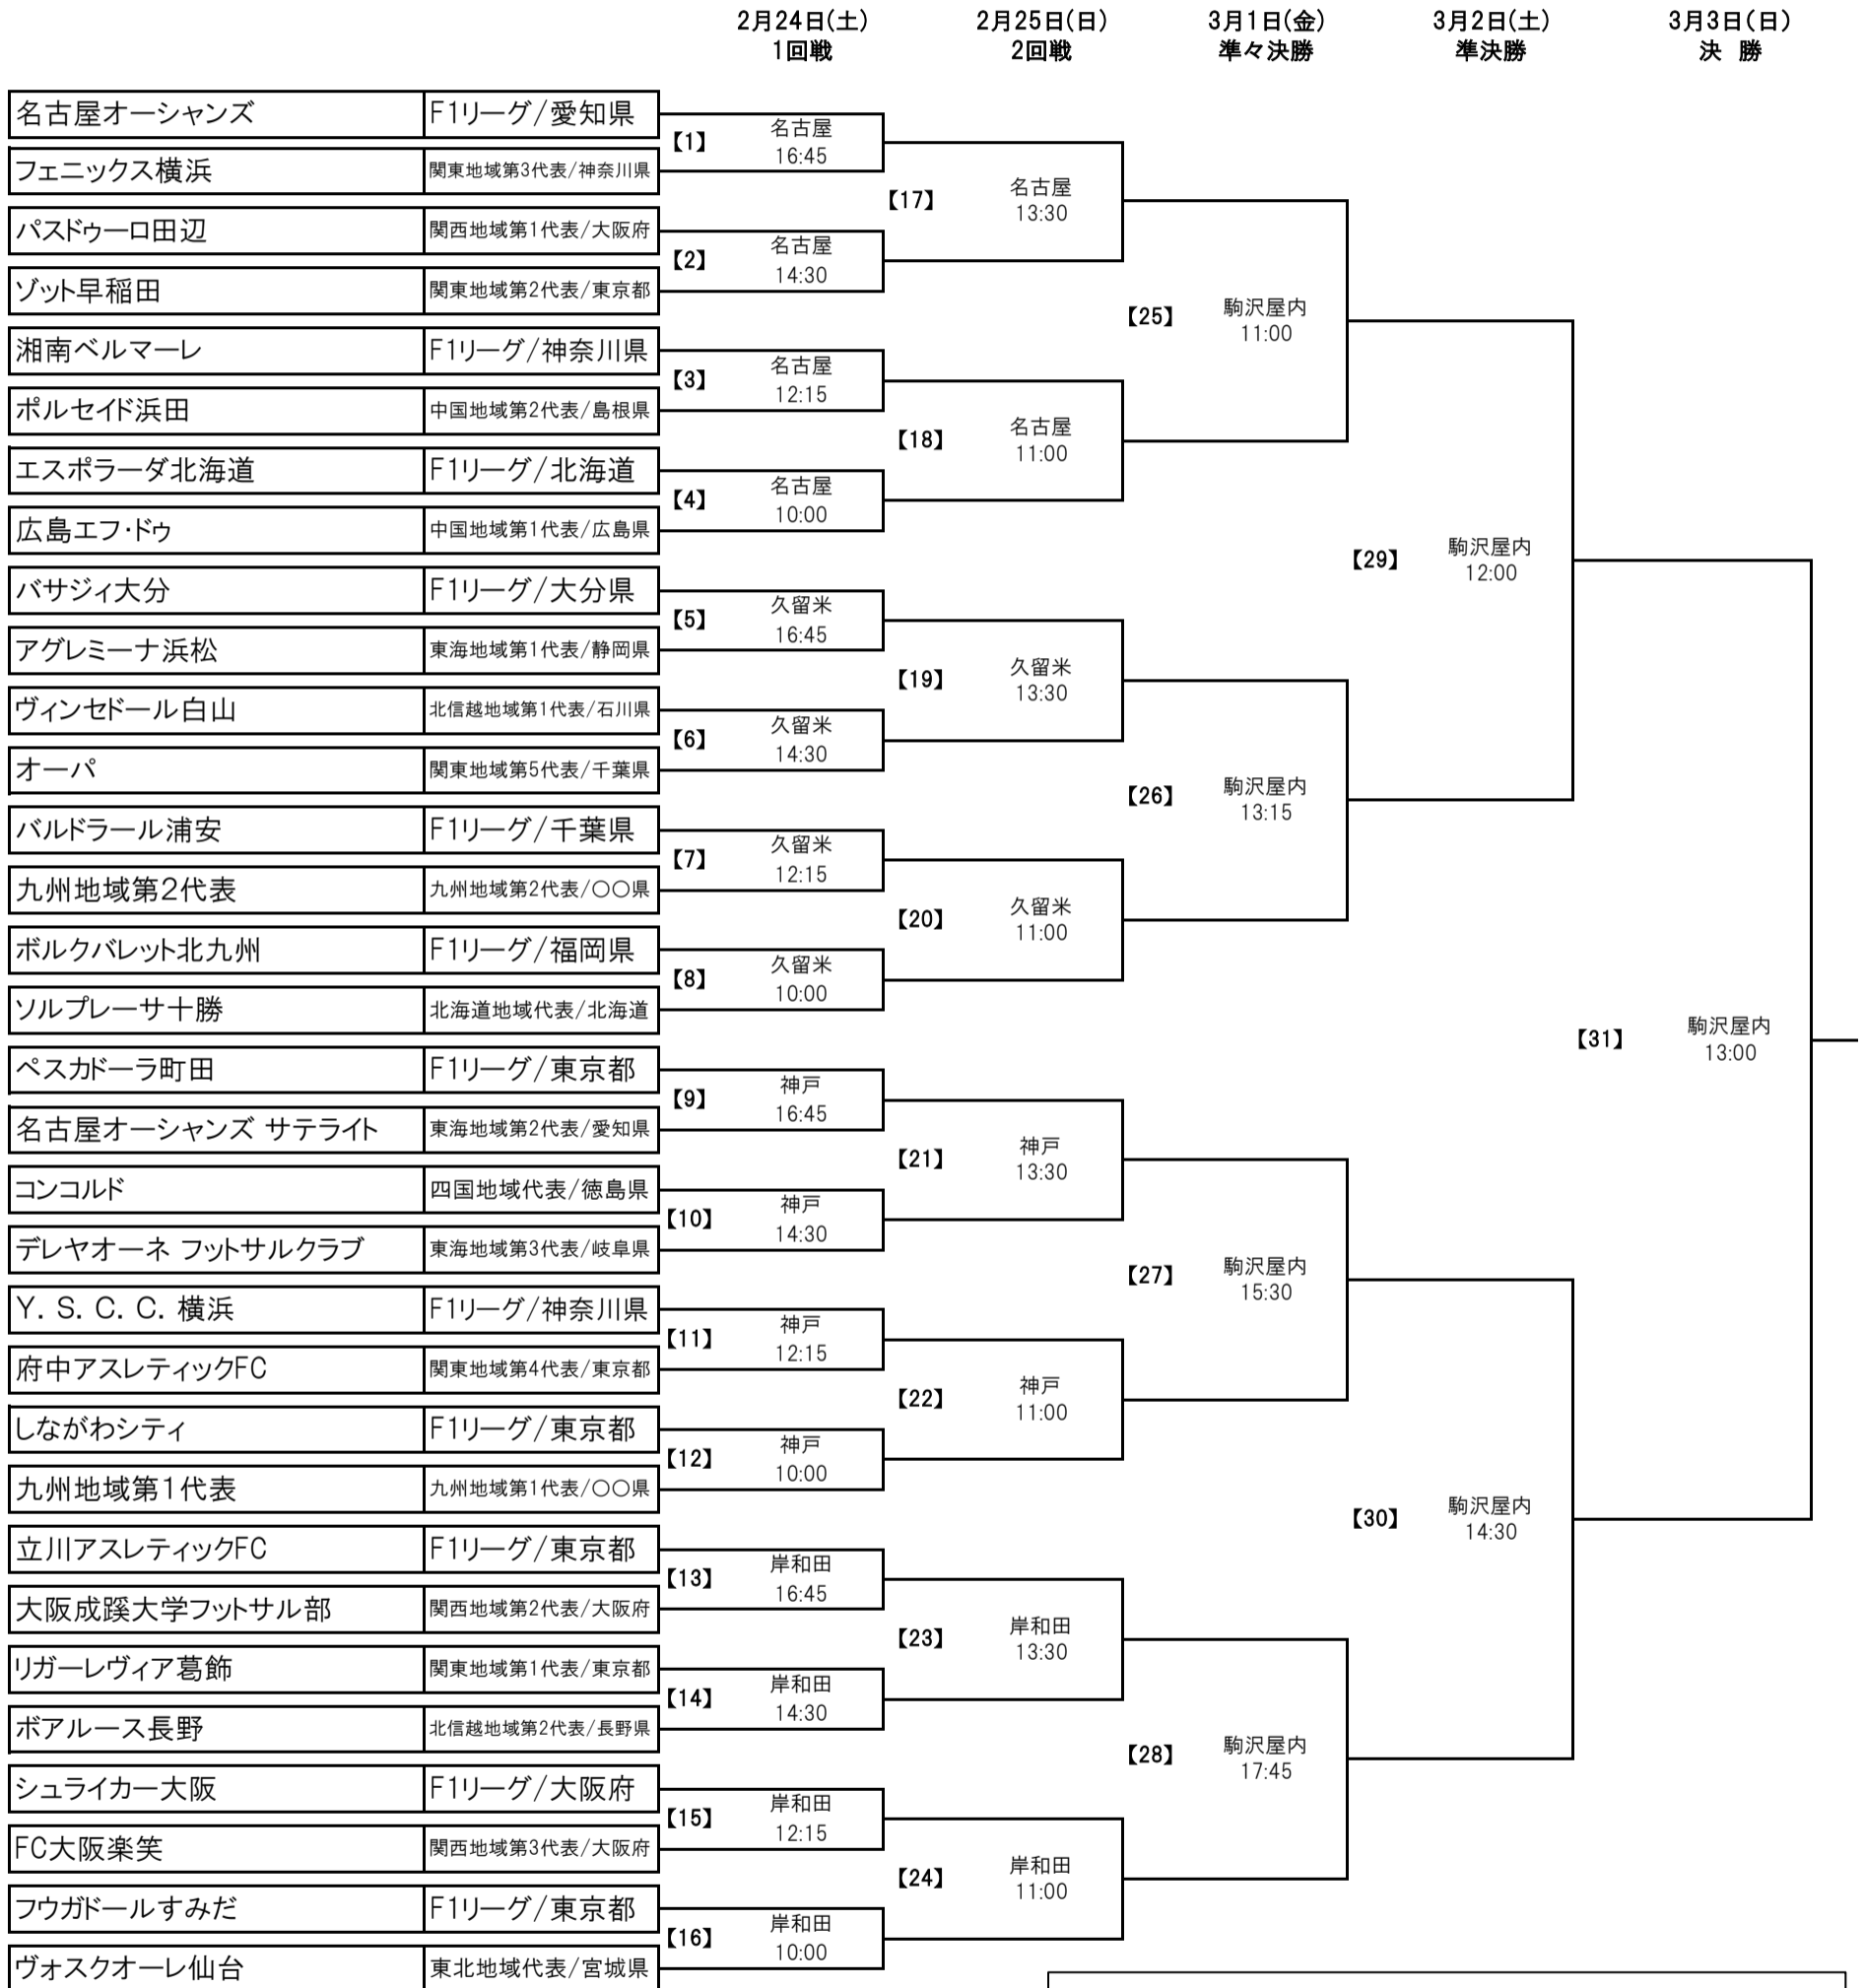 2月24日(土) 2月25日(日) 3月1日(金) 3月2日(土) 3月3日(日)
1回戦 2回戦 準々決勝 準決勝 決 勝
名古屋オーシャンズ F1リーグ/愛知県
【1】 名古屋
16:45
フェニックス横浜 関東地域第3代表/神奈川県
【17】 名古屋
13:30
パスドゥーロ田辺 関西地域第1代表/大阪府
【2】 名古屋
14:30
ゾット早稲田 関東地域第2代表/東京都
【25】 駒沢屋内
11:00
湘南ベルマーレ F1リーグ/神奈川県
【3】 名古屋
12:15
ポルセイド浜田 中国地域第2代表/島根県
【18】 名古屋
11:00
エスポラーダ北海道 F1リーグ/北海道
【4】 名古屋
10:00
広島エフ・ドゥ 中国地域第1代表/広島県
【29】 駒沢屋内
12:00
バサジィ大分 F1リーグ/大分県
【5】 久留米
16:45
アグレミーナ浜松 東海地域第1代表/静岡県
【19】 久留米
13:30
ヴィンセドール白山 北信越地域第1代表/石川県
【6】 久留米
14:30
オーパ 関東地域第5代表/千葉県
【26】 駒沢屋内
13:15
バルドラール浦安 F1リーグ/千葉県
【7】 久留米
12:15
九州地域第2代表 九州地域第2代表/〇〇県
【20】 久留米
11:00
ボルクバレット北九州 F1リーグ/福岡県
【8】 久留米
10:00
ソルプレーサ十勝 北海道地域代表/北海道
【31】 駒沢屋内
13:00
ペスカドーラ町田 F1リーグ/東京都
【9】 神戸
16:45
名古屋オーシャンズ サテライト 東海地域第2代表/愛知県
【21】 神戸
13:30
コンコルド 四国地域代表/徳島県
【10】 神戸
14:30
デレヤオーネ フットサルクラブ 東海地域第3代表/岐阜県
【27】 駒沢屋内
15:30
Y．S．C．C．横浜 F1リーグ/神奈川県
【11】 神戸
12:15
府中アスレティックFC 関東地域第4代表/東京都
【22】 神戸
11:00
しながわシティ F1リーグ/東京都
【12】 神戸
10:00
九州地域第1代表 九州地域第1代表/〇〇県
【30】 駒沢屋内
14:30
立川アスレティックFC F1リーグ/東京都
【13】 岸和田
16:45
大阪成蹊大学フットサル部 関西地域第2代表/大阪府
【23】 岸和田
13:30
リガーレヴィア葛飾 関東地域第1代表/東京都
【14】 岸和田
14:30
ボアルース長野 北信越地域第2代表/長野県
【28】 駒沢屋内
17:45
シュライカー大阪 F1リーグ/大阪府
【15】 岸和田
12:15
FC大阪楽笑 関西地域第3代表/大阪府
【24】 岸和田
11:00
フウガドールすみだ F1リーグ/東京都
【16】 岸和田
10:00
ヴォスクオーレ仙台 東北地域代表/宮城県